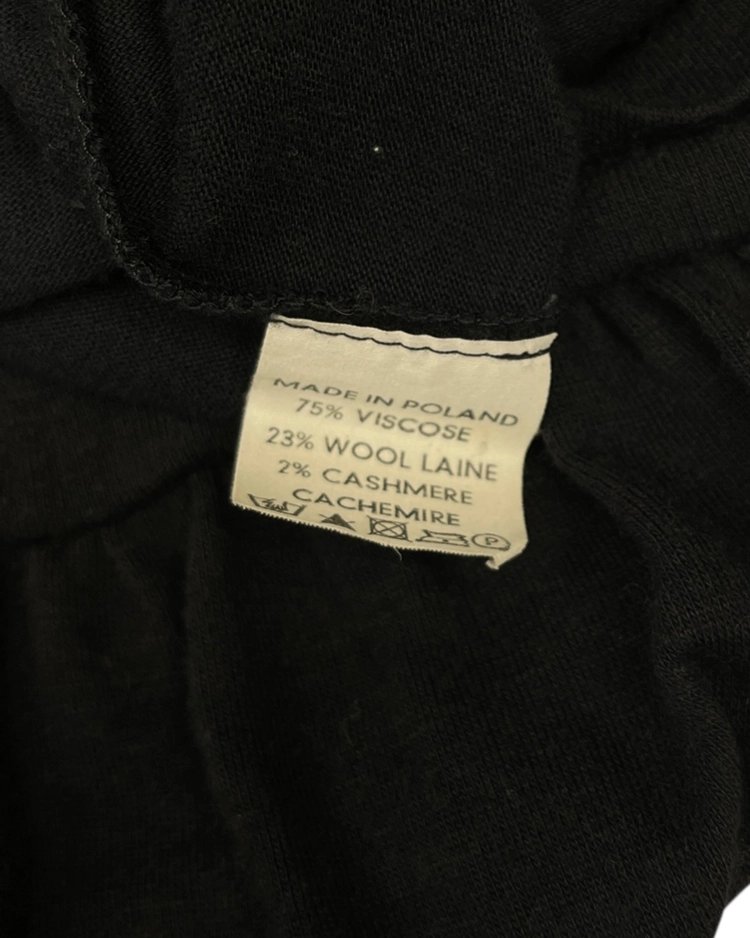 MADE IN POLAND
75% VISCOSE
23% WOOL LAINE
2% CASHMERE
CACHEMIRE
P